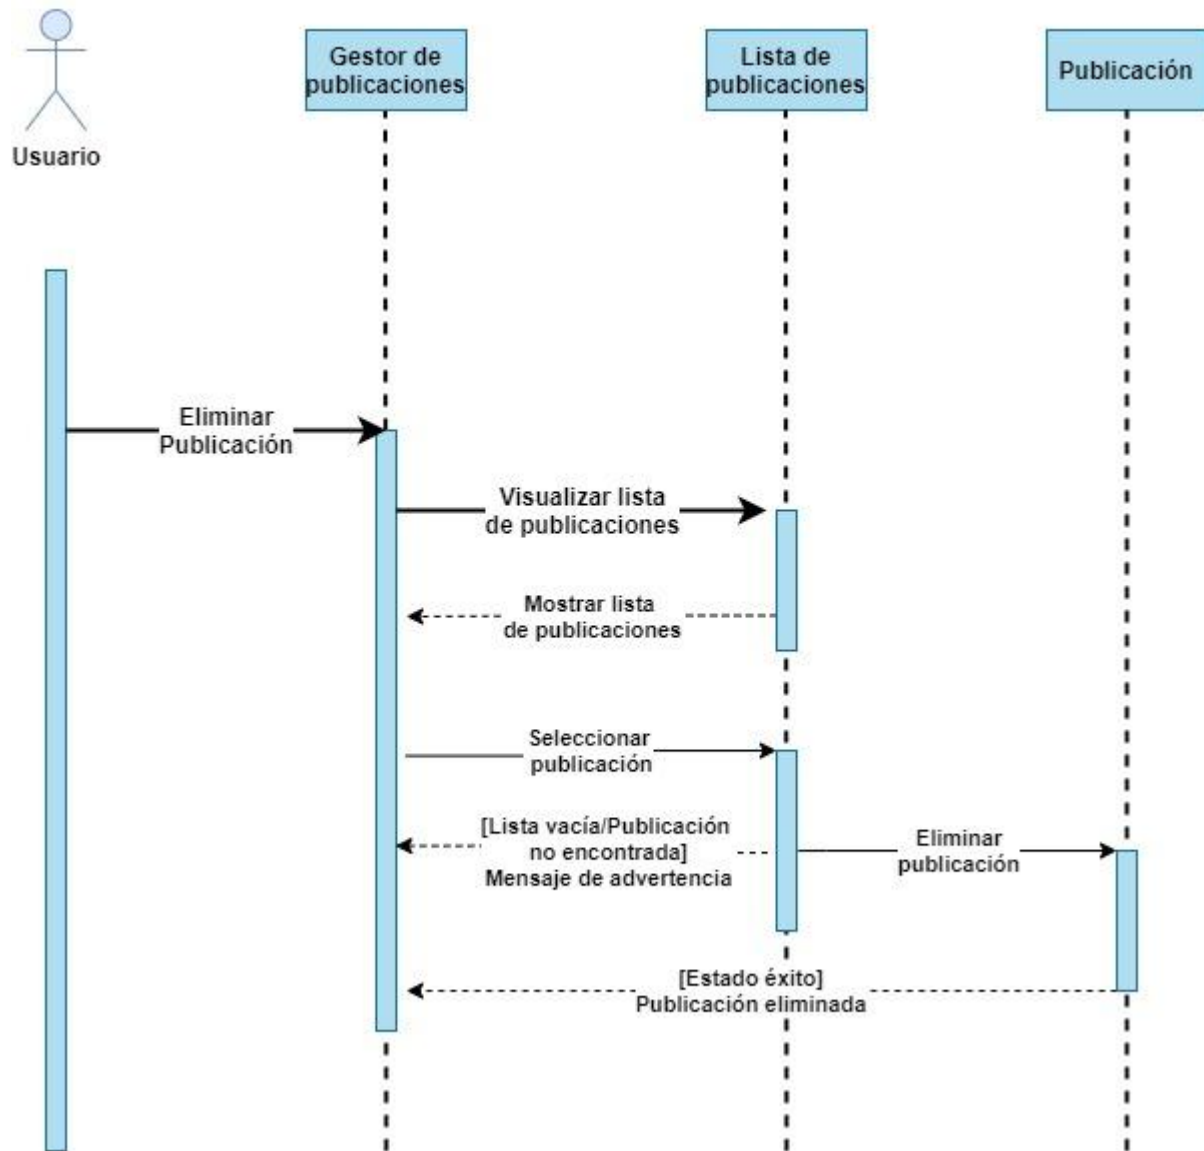 Usuario
Gestor de
publicaciones
Lista de
publicaciones
Publicación
Eliminar
Publicación
Visualizar lista
de publicaciones
Mostrar lista
de publicaciones
Seleccionar
publicación
[Lista vacía/Publicación
no encontrada]
Mensaje de advertencia
Eliminar
publicación
[Estado éxito]
Publicación eliminada